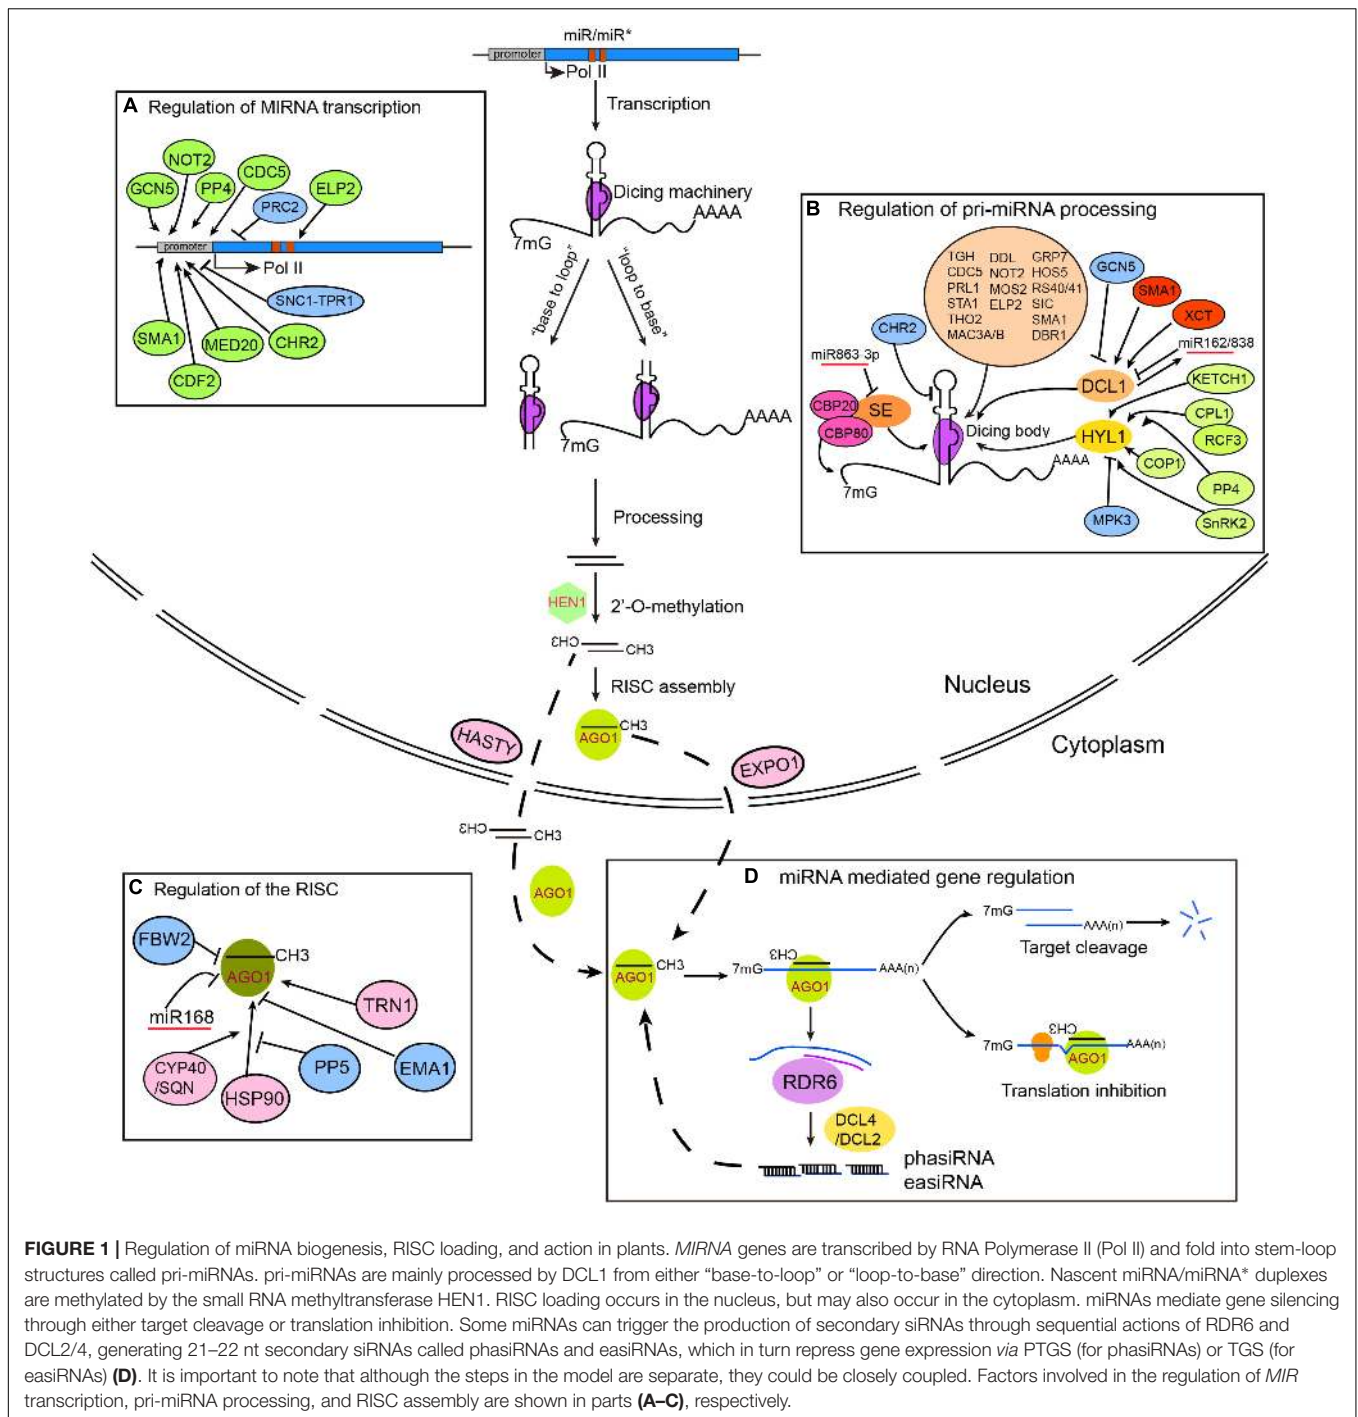 miR/miR*
promoter
Pol II
Transcription
Dicing machinery
AAAA
7mG
"base to loop"
"loop to base"
AAAA
7mG
Processing
HEN1
2'-O-methylation
CH3
CH3
RISC assembly
CH3
AGO1
Nucleus
Cytoplasm
HASTY
EXPO1
CH3
CH3
AGO1
A Regulation of MIRNA transcription
NOT2
CDC5
GCN5
PP4
ELP2
PRC2
promoter
Pol II
SNC1-TPR1
SMA1
MED20
CHR2
CDF2
B Regulation of pri-miRNA processing
TGH DDL GRP7
CDC5 NOT2 HOS5
PRL1 MOS2 RS40/41
STA1 ELP2 SIC
THO2 SMA1
MAC3A/B DBR1
GCN5
SMA1
XCT
CHR2
miR162/838
miR863 3p
DCL1
KETCH1
CBP20
SE
CPL1
CBP80
Dicing body
HYL1
RCF3
AAAA
COP1
7mG
PP4
MPK3
SnRK2
C Regulation of the RISC
FBW2
CH3
AGO1
miR168
TRN1
CYP40
/SQN
PP5
EMA1
HSP90
D miRNA mediated gene regulation
7mG
AAA(n)
Target cleavage
CH3
AGO1
7mG
CH3
AAA(n)
AGO1
7mG
CH3
AAA(n)
AGO1
Translation inhibition
RDR6
DCL4
/DCL2
phasiRNA
easiRNA
FIGURE 1 | Regulation of miRNA biogenesis, RISC loading, and action in plants. MIRNA genes are transcribed by RNA Polymerase II (Pol II) and fold into stem-loop
structures called pri-miRNAs. pri-miRNAs are mainly processed by DCL1 from either “base-to-loop” or “loop-to-base” direction. Nascent miRNA/miRNA* duplexes
are methylated by the small RNA methyltransferase HEN1. RISC loading occurs in the nucleus, but may also occur in the cytoplasm. miRNAs mediate gene silencing
through either target cleavage or translation inhibition. Some miRNAs can trigger the production of secondary siRNAs through sequential actions of RDR6 and
DCL2/4, generating 21–22 nt secondary siRNAs called phasiRNAs and easiRNAs, which in turn repress gene expression via PTGS (for phasiRNAs) or TGS (for
easiRNAs) (D). It is important to note that although the steps in the model are separate, they could be closely coupled. Factors involved in the regulation of MIR
transcription, pri-miRNA processing, and RISC assembly are shown in parts (A–C), respectively.